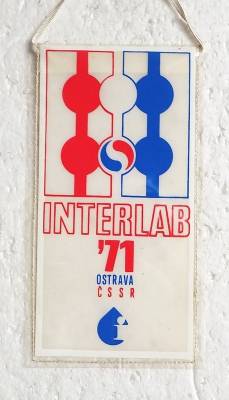 INTERLAB
'71
OSTRAVA
ČSSR